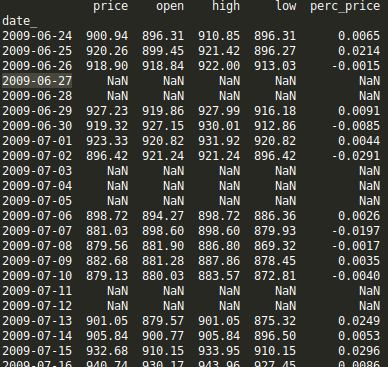 price open high low perc_price
date_
2009-06-24 900.94 896.31 910.85 896.31 0.0065
2009-06-25 920.26 899.45 921.42 896.27 0.0214
2009-06-26 918.90 918.84 922.00 913.03 -0.0015
2009-06-27 NaN NaN NaN NaN NaN
2009-06-28 NaN NaN NaN NaN NaN
2009-06-29 927.23 919.86 927.99 916.18 0.0091
2009-06-30 919.32 927.15 930.01 912.86 -0.0085
2009-07-01 923.33 920.82 931.92 920.82 0.0044
2009-07-02 896.42 921.24 921.24 896.42 -0.0291
2009-07-03 NaN NaN NaN NaN NaN
2009-07-04 NaN NaN NaN NaN NaN
2009-07-05 NaN NaN NaN NaN NaN
2009-07-06 898.72 894.27 898.72 886.36 0.0026
2009-07-07 881.03 898.60 898.60 879.93 -0.0197
2009-07-08 879.56 881.90 886.80 869.32 -0.0017
2009-07-09 882.68 881.28 887.86 878.45 0.0035
2009-07-10 879.13 880.03 883.57 872.81 -0.0040
2009-07-11 NaN NaN NaN NaN NaN
2009-07-12 NaN NaN NaN NaN NaN
2009-07-13 901.05 879.57 901.05 875.32 0.0249
2009-07-14 905.84 900.77 905.84 896.50 0.0053
2009-07-15 932.68 910.15 933.95 910.15 0.0296
2009-07-16 940.74 930.17 943.96 927.45 0.0086